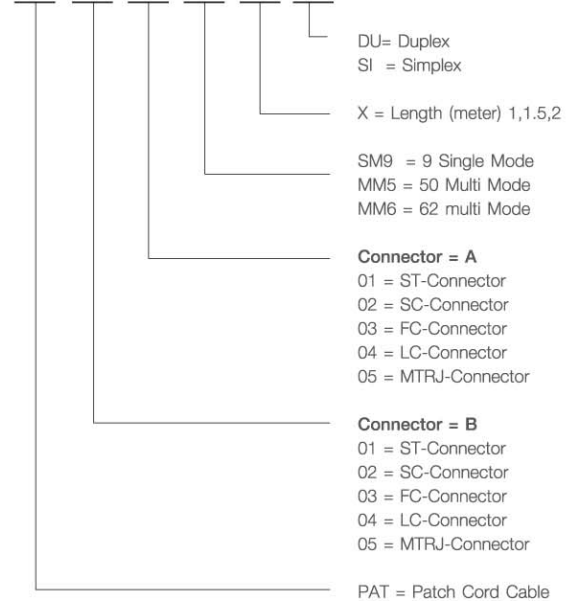 DU= Duplex
SI = Simplex
X = Length (meter) 1,1.5,2
SM9 = 9 Single Mode
MM5 = 50 Multi Mode
MM6 = 62 multi Mode
Connector = A
01 = ST-Connector
02 = SC-Connector
03 = FC-Connector
04 = LC-Connector
05 = MTRJ-Connector
Connector = B
01 = ST-Connector
02 = SC-Connector
03 = FC-Connector
04 = LC-Connector
05 = MTRJ-Connector
PAT = Patch Cord Cable